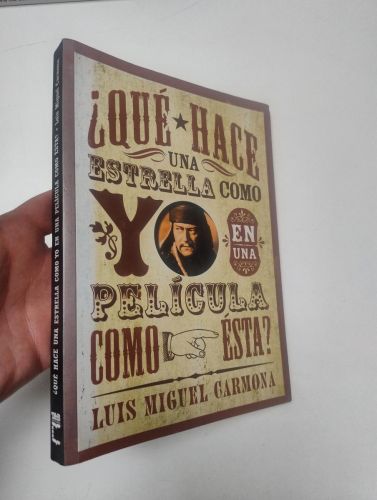 ¿QUÉ HACE
UNA
ESTRELLA COMO
YO EN
UNA
PELÍCULA
COMO ÉSTA?
LUIS MIGUEL CARMONA
¿QUÉ HACE UNA ESTRELLA COMO YO EN UNA PELÍCULA COMO ESTA? • Luis Miguel Carmona